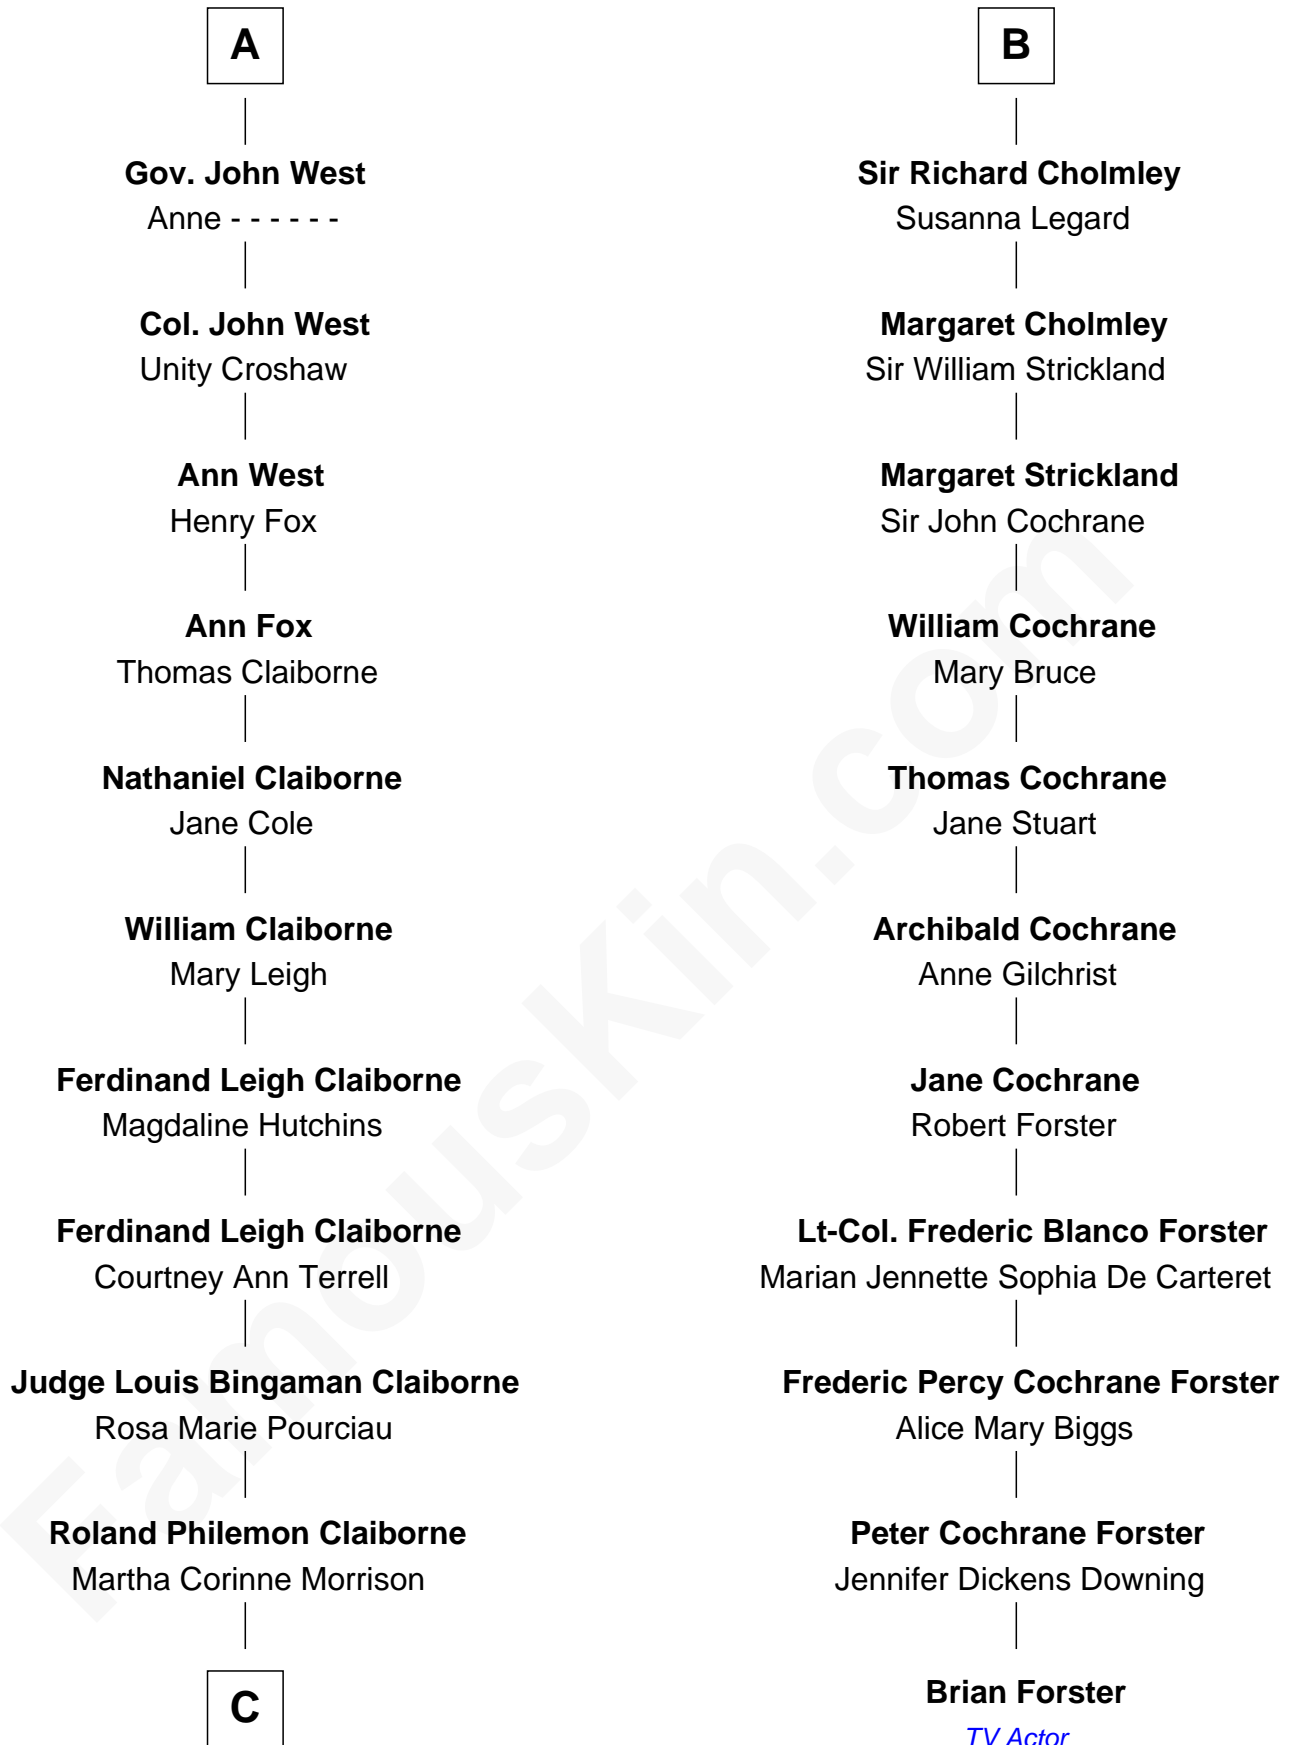 A
Gov. John West
Anne - - - - - -
Col. John West
Unity Croshaw
Ann West
Henry Fox
Ann Fox
Thomas Claiborne
Nathaniel Claiborne
Jane Cole
William Claiborne
Mary Leigh
Ferdinand Leigh Claiborne
Magdaline Hutchins
Ferdinand Leigh Claiborne
Courtney Ann Terrell
Judge Louis Bingaman Claiborne
Rosa Marie Pourciau
Roland Philemon Claiborne
Martha Corinne Morrison
C
B
Sir Richard Cholmley
Susanna Legard
Margaret Cholmley
Sir William Strickland
Margaret Strickland
Sir John Cochrane
William Cochrane
Mary Bruce
Thomas Cochrane
Jane Stuart
Archibald Cochrane
Anne Gilchrist
Jane Cochrane
Robert Forster
Lt-Col. Frederic Blanco Forster
Marian Jennette Sophia De Carteret
Frederic Percy Cochrane Forster
Alice Mary Biggs
Peter Cochrane Forster
Jennifer Dickens Downing
Brian Forster
TV Actor
FamousKin.com